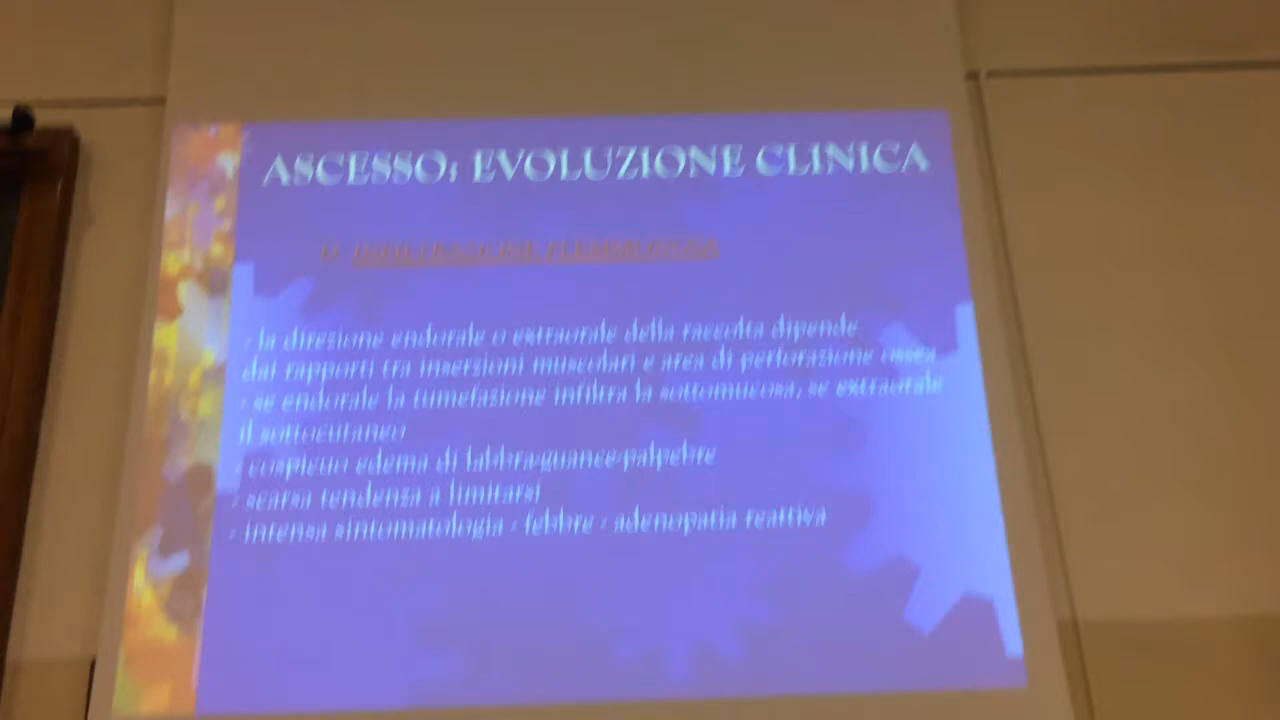 ASCESSO: EVOLUZIONE CLINICA
INFILTRAZIONE FLEMMONOSA
- la direzione endorale o extraorale della raccolta dipende
dai rapporti tra inserzioni muscolari e area di perforazione ossea
- se endorale la tumefazione infiltra la sottomucosa, se extraorale
il sottocutaneo
- cospicuo edema di labbra-guance-palpebre
- scarsa tendenza a limitarsi
- intensa sintomatologia - febbre - adenopatia reattiva